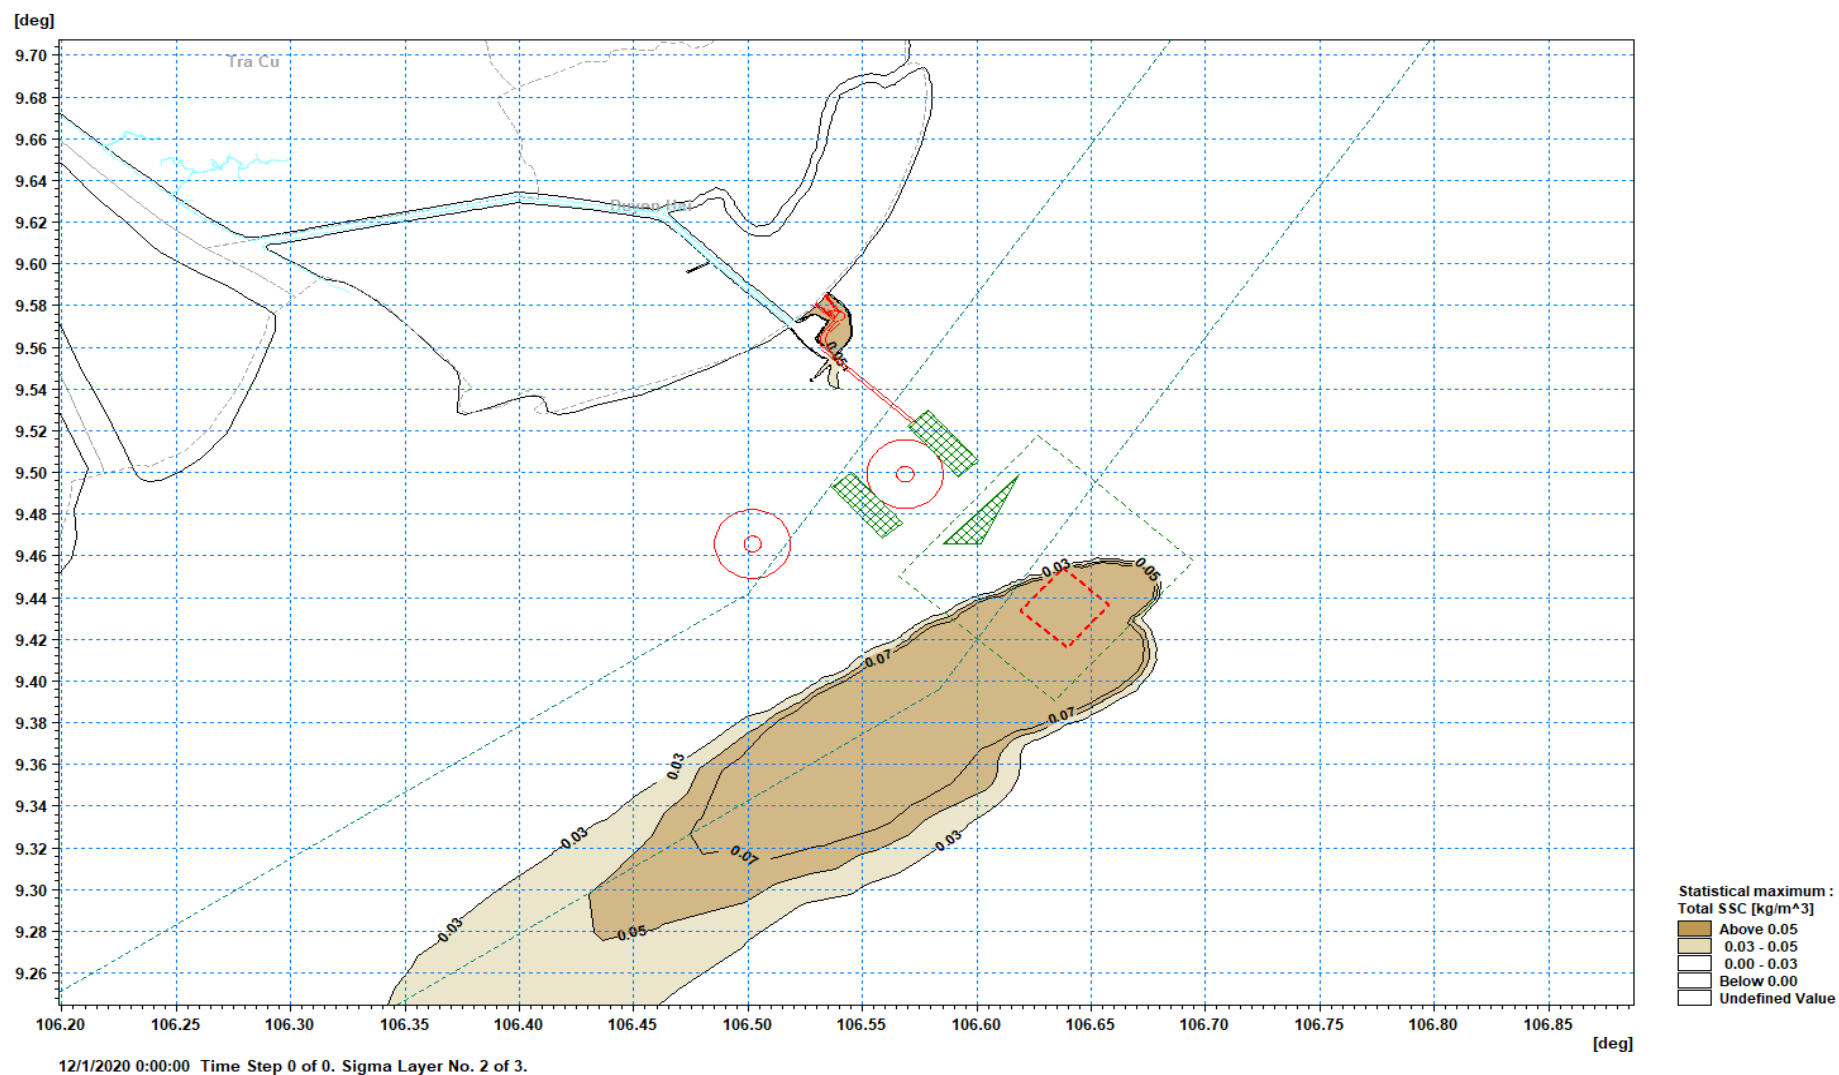 [deg]
9.70
Tra Cu
9.68
9.66
9.64
Duyen Hai
9.62
9.60
9.58
9.56
0.05
9.54
9.52
9.50
9.48
9.46
0.03
0.05
9.44
9.42
0.07
9.40
0.07
9.38
0.03
9.36
9.34
0.03
0.03
9.32
0.07
9.30
0.03
0.05
9.28
9.26
106.20 106.25 106.30 106.35 106.40 106.45 106.50 106.55 106.60 106.65 106.70 106.75 106.80 106.85
[deg]
Statistical maximum :
Total SSC [kg/m^3]
Above 0.05
0.03 - 0.05
0.00 - 0.03
Below 0.00
Undefined Value
12/1/2020 0:00:00 Time Step 0 of 0. Sigma Layer No. 2 of 3.